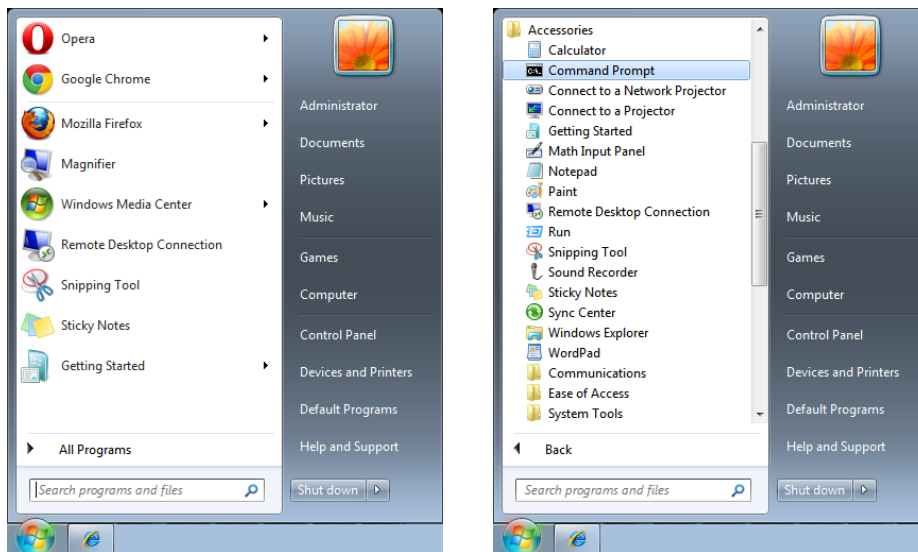 Opera
Google Chrome
Mozilla Firefox
Magnifier
Windows Media Center
Remote Desktop Connection
Snipping Tool
Sticky Notes
Getting Started
All Programs
Search programs and files
Administrator
Documents
Pictures
Music
Games
Computer
Control Panel
Devices and Printers
Default Programs
Help and Support
Shut down
Accessories
Calculator
C:\.
Command Prompt
Connect to a Network Projector
Connect to a Projector
Getting Started
Math Input Panel
Notepad
Paint
Remote Desktop Connection
Run
Snipping Tool
Sound Recorder
Sticky Notes
Sync Center
Windows Explorer
WordPad
Communications
Ease of Access
System Tools
Back
Search programs and files
Administrator
Documents
Pictures
Music
Games
Computer
Control Panel
Devices and Printers
Default Programs
Help and Support
Shut down